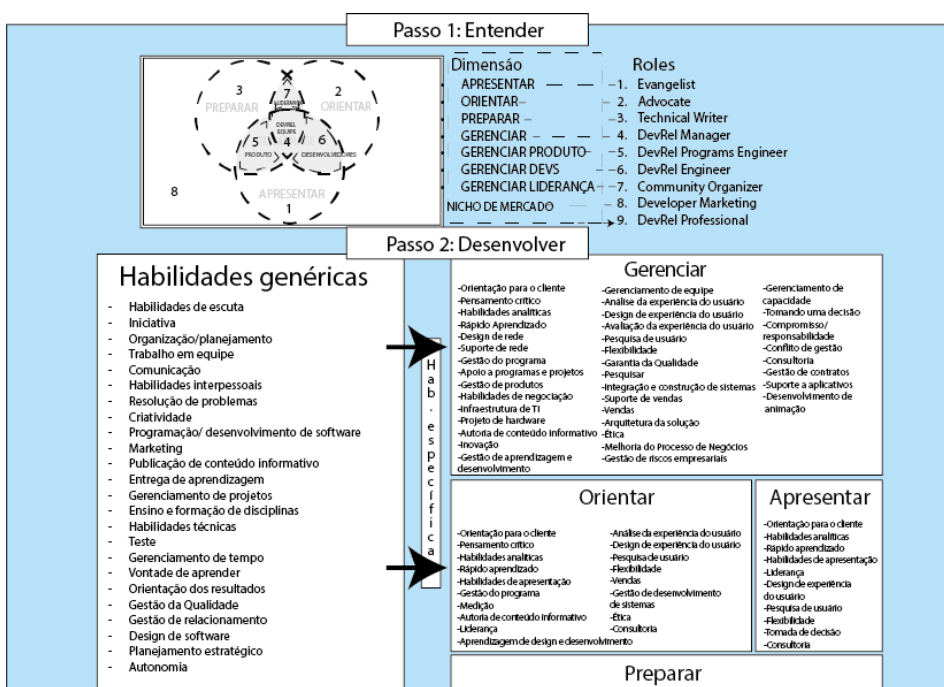 Passo 1: Entender
3
PREPARAR
2
ORIENTAR
7
LIDERANÇA
DEVREL
EQUIPE
4
5
PRODUTO
6
DESENVOLVEDORES
APRESENTAR
1
8
Dimensáo
APRESENTAR
ORIENTAR
PREPARAR
GERENCIAR
GERENCIAR PRODUTO
GERENCIAR DEVS
GERENCIAR LIDERANÇA
NICHO DE MERCADO
Roles
1. Evangelist
2. Advocate
3. Technical Writer
4. DevRel Manager
5. DevRel Programs Engineer
6. DevRel Engineer
7. Community Organizer
8. Developer Marketing
9. DevRel Professional
Passo 2: Desenvolver
Habilidades genéricas
- Habilidades de escuta
- Iniciativa
- Organização/planejamento
- Trabalho em equipe
- Comunicação
- Habilidades interpessoais
- Resolução de problemas
- Criatividade
- Programação/ desenvolvimento de software
- Marketing
- Publicação de conteúdo informativo
- Entrega de aprendizagem
- Gerenciamento de projetos
- Ensino e formação de disciplinas
- Habilidades técnicas
- Teste
- Gerenciamento de tempo
- Vontade de aprender
- Orientação dos resultados
- Gestão da Qualidade
- Gestão de relacionamento
- Design de software
- Planejamento estratégico
- Autonomia
Hab. específica
Gerenciar
-Orientação para o cliente
-Pensamento crítico
-Habilidades analíticas
-Rápido Aprendizado
-Design de rede
-Suporte de rede
-Gestão do programa
-Apoio a programas e projetos
-Gestão de produtos
-Habilidades de negociação
-Infraestrutura de TI
-Projeto de hardware
-Autoria de conteúdo informativo
-Inovação
-Gestão de aprendizagem e
desenvolvimento
-Gerenciamento de equipe
-Análise da experiência do usuário
-Design de experiência do usuário
-Avaliação da experiência do usuário
-Pesquisa de usuário
-Flexibilidade
-Garantia da Qualidade
-Pesquisar
-Integração e construção de sistemas
-Suporte de vendas
-Vendas
-Arquitetura da solução
-Ética
-Melhoria do Processo de Negócios
-Gestão de riscos empresariais
-Gerenciamento de
capacidade
-Tomando uma decisão
-Compromisso/
responsabilidade
-Conflito de gestão
-Consultoria
-Gestão de contratos
-Suporte a aplicativos
-Desenvolvimento de
animação
Orientar
-Orientação para o cliente
-Pensamento crítico
-Habilidades analíticas
-Rápido aprendizado
-Habilidades de apresentação
-Gestão do programa
-Medição
-Autoria de conteúdo informativo
-Liderança
-Aprendizagem de design e desenvolvimento
-Análise da experiência do usuário
-Design de experiência do usuário
-Pesquisa de usuário
-Flexibilidade
-Vendas
-Gestão de desenvolvimento
de sistemas
-Ética
-Consultoria
Apresentar
-Orientação para o cliente
-Habilidades analíticas
-Rápido aprendizado
-Habilidades de apresentação
-Liderança
-Design de experiência
do usuário
-Pesquisa de usuário
-Flexibilidade
-Tomada de decisão
-Consultoria
Preparar